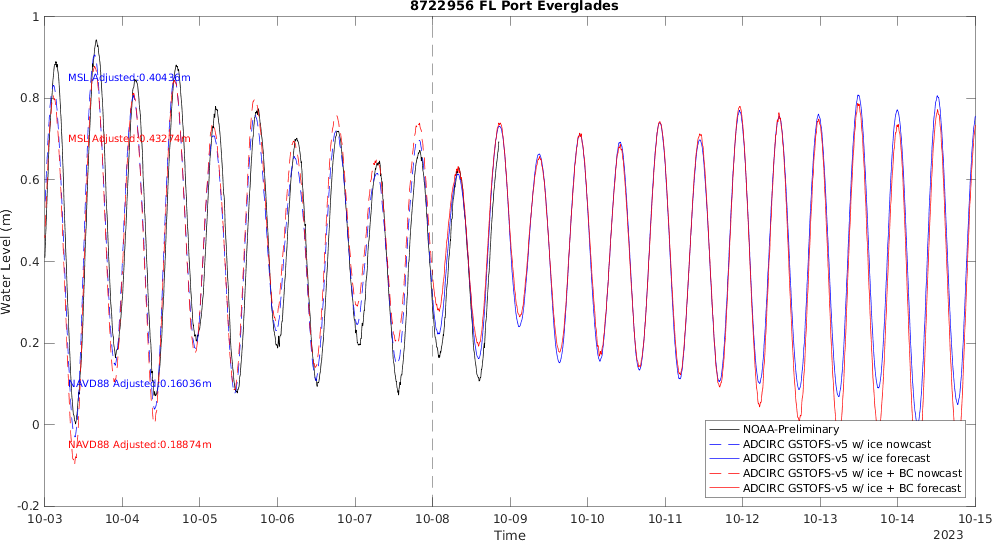 8722956 FL Port Everglades
1
0.8
0.6
0.4
0.2
0
-0.2
Water Level (m)
MSL Adjusted:0.40436m
MSL Adjusted:0.43274m
NAVD88 Adjusted:0.16036m
NAVD88 Adjusted:0.18874m
NOAA-Preliminary
ADCIRC GSTOFS-v5 w/ ice nowcast
ADCIRC GSTOFS-v5 w/ ice forecast
ADCIRC GSTOFS-v5 w/ ice + BC nowcast
ADCIRC GSTOFS-v5 w/ ice + BC forecast
10-03 10-04 10-05 10-06 10-07 10-08 10-09 10-10 10-11 10-12 10-13 10-14 10-15
Time
2023